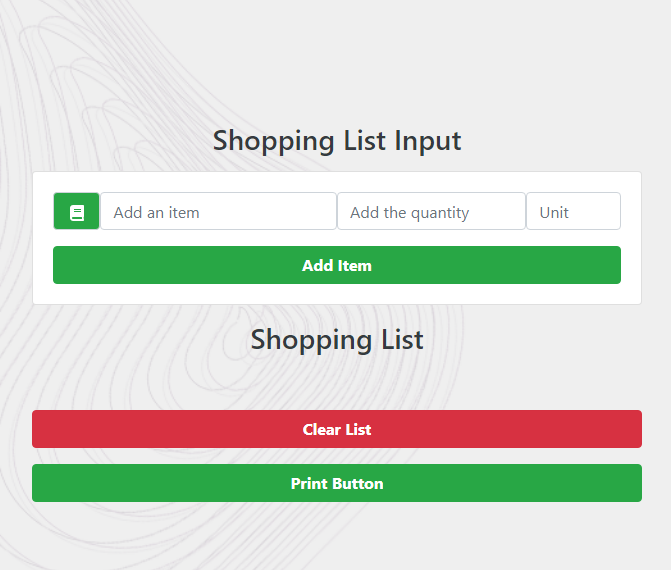 Shopping List Input
Add an item Add the quantity Unit
Add Item
Shopping List
Clear List
Print Button